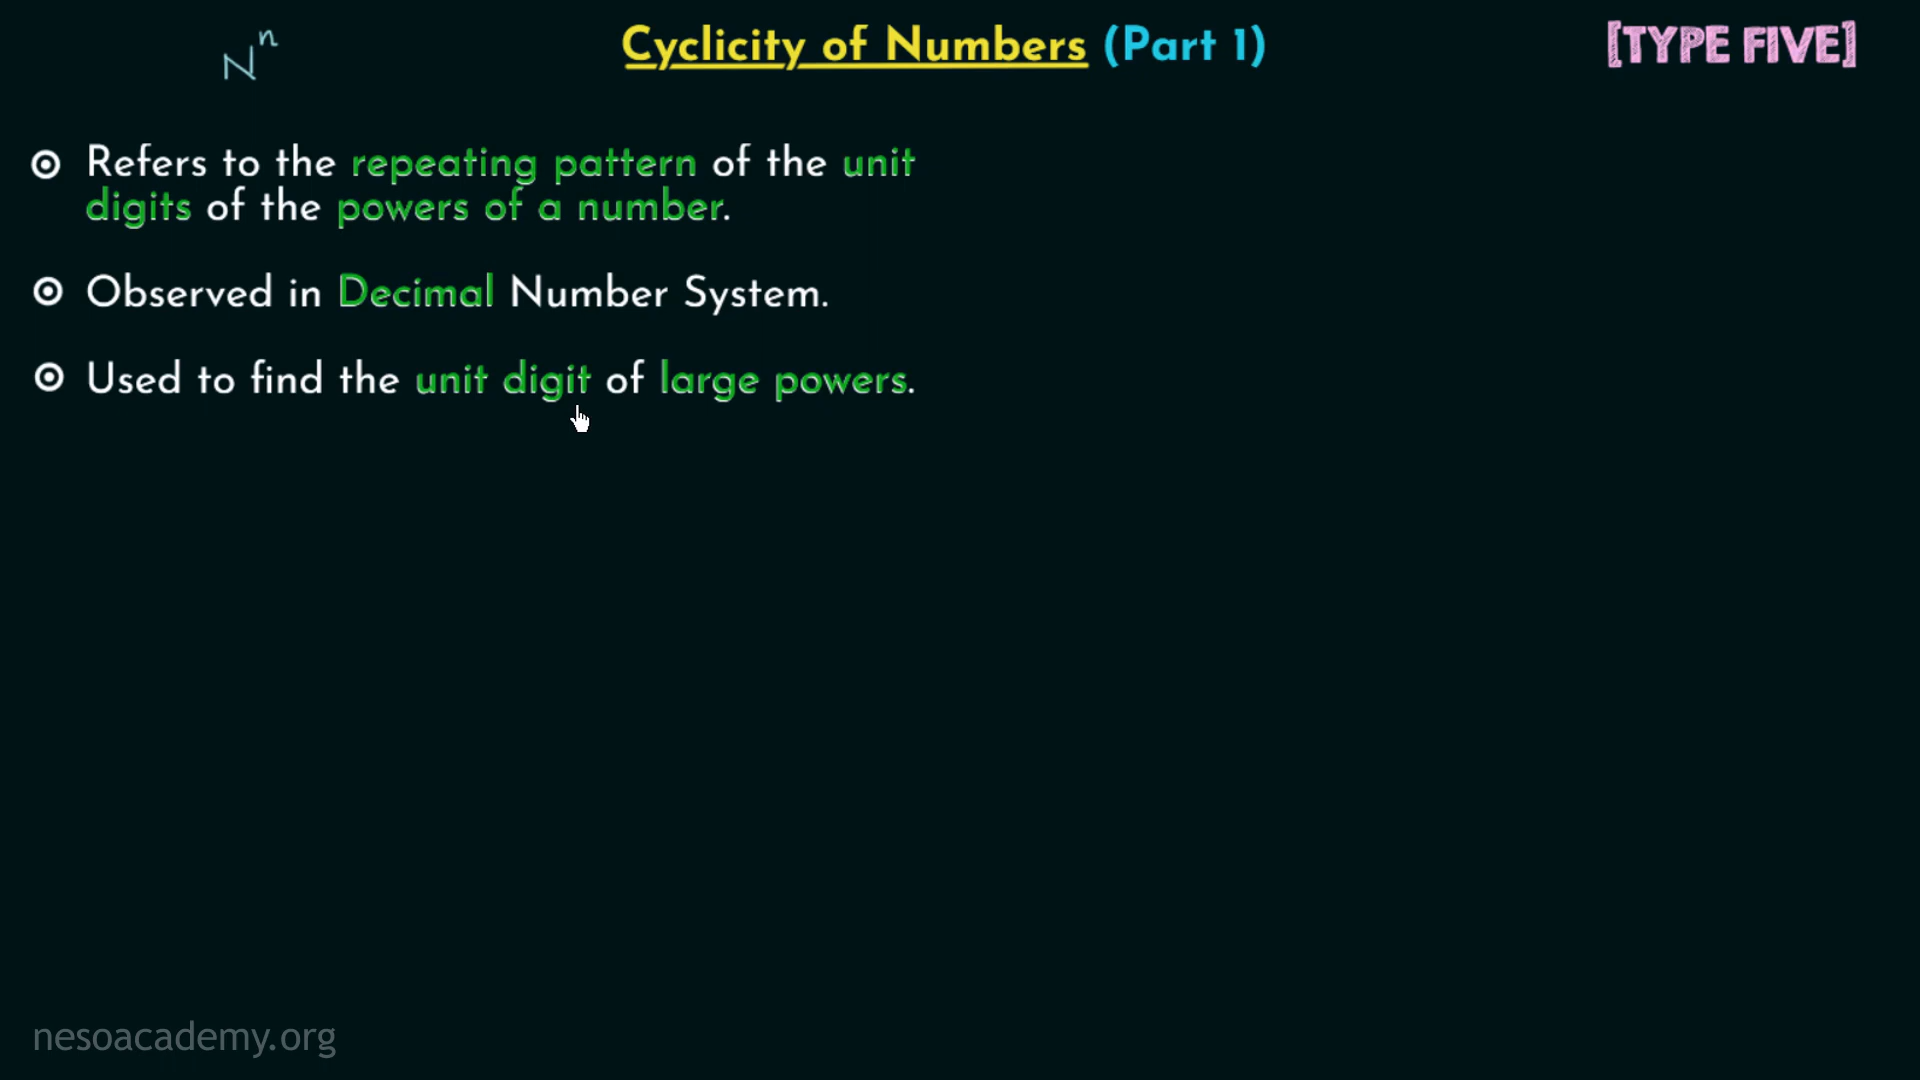 Nⁿ
Cyclicity of Numbers (Part 1)
[TYPE FIVE]
Refers to the repeating pattern of the unit
digits of the powers of a number.
Observed in Decimal Number System.
Used to find the unit digit of large powers.
nesoacademy.org